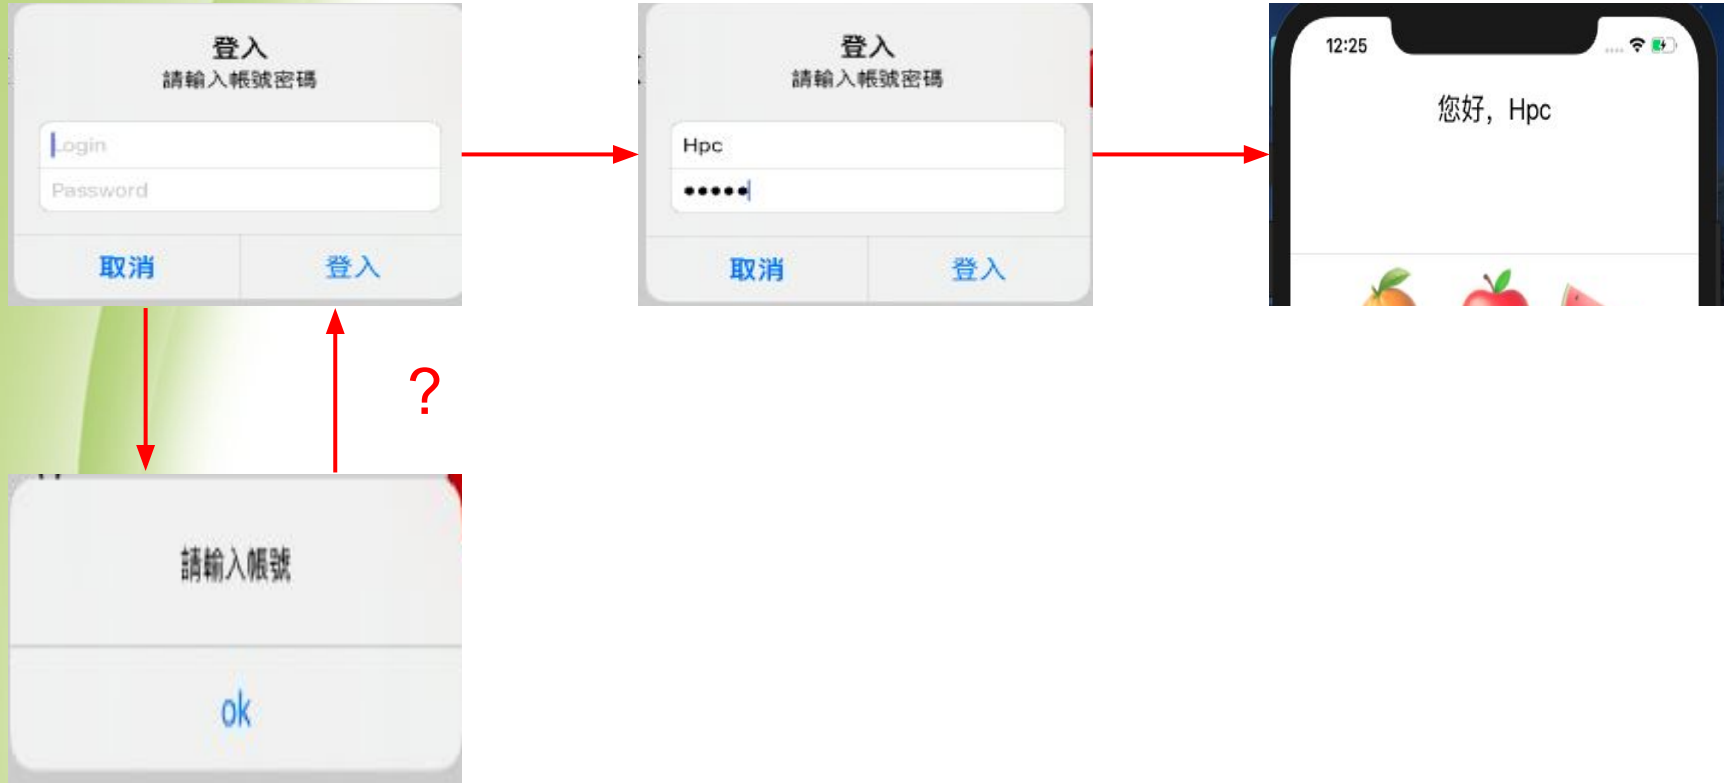 登入
請輸入帳號密碼
Login
Password
取消
登入
登入
請輸入帳號密碼
Hpc
•••••
取消
登入
12:25
您好, Hpc
?
請輸入帳號
ok